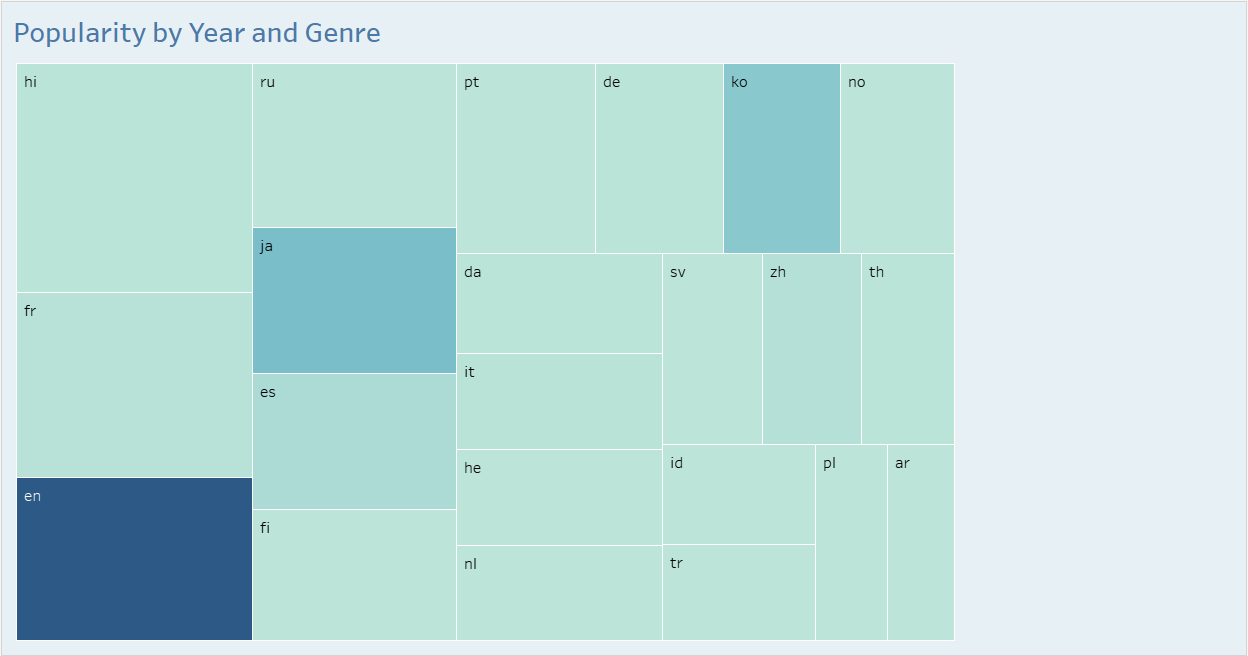 Popularity by Year and Genre
hi
fr
en
ru
ja
es
fi
pt
de
ko
no
da
it
he
nl
sv
zh
th
id
tr
pl
ar